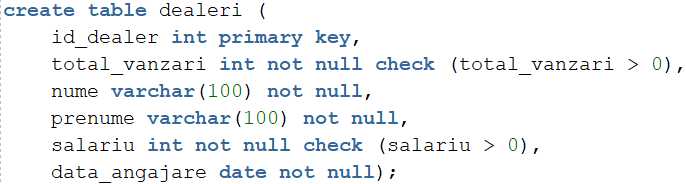 create table dealeri (
    id_dealer int primary key,
    total_vanzari int not null check (total_vanzari > 0),
    nume varchar(100) not null,
    prenume varchar(100) not null,
    salariu int not null check (salariu > 0),
    data_angajare date not null);